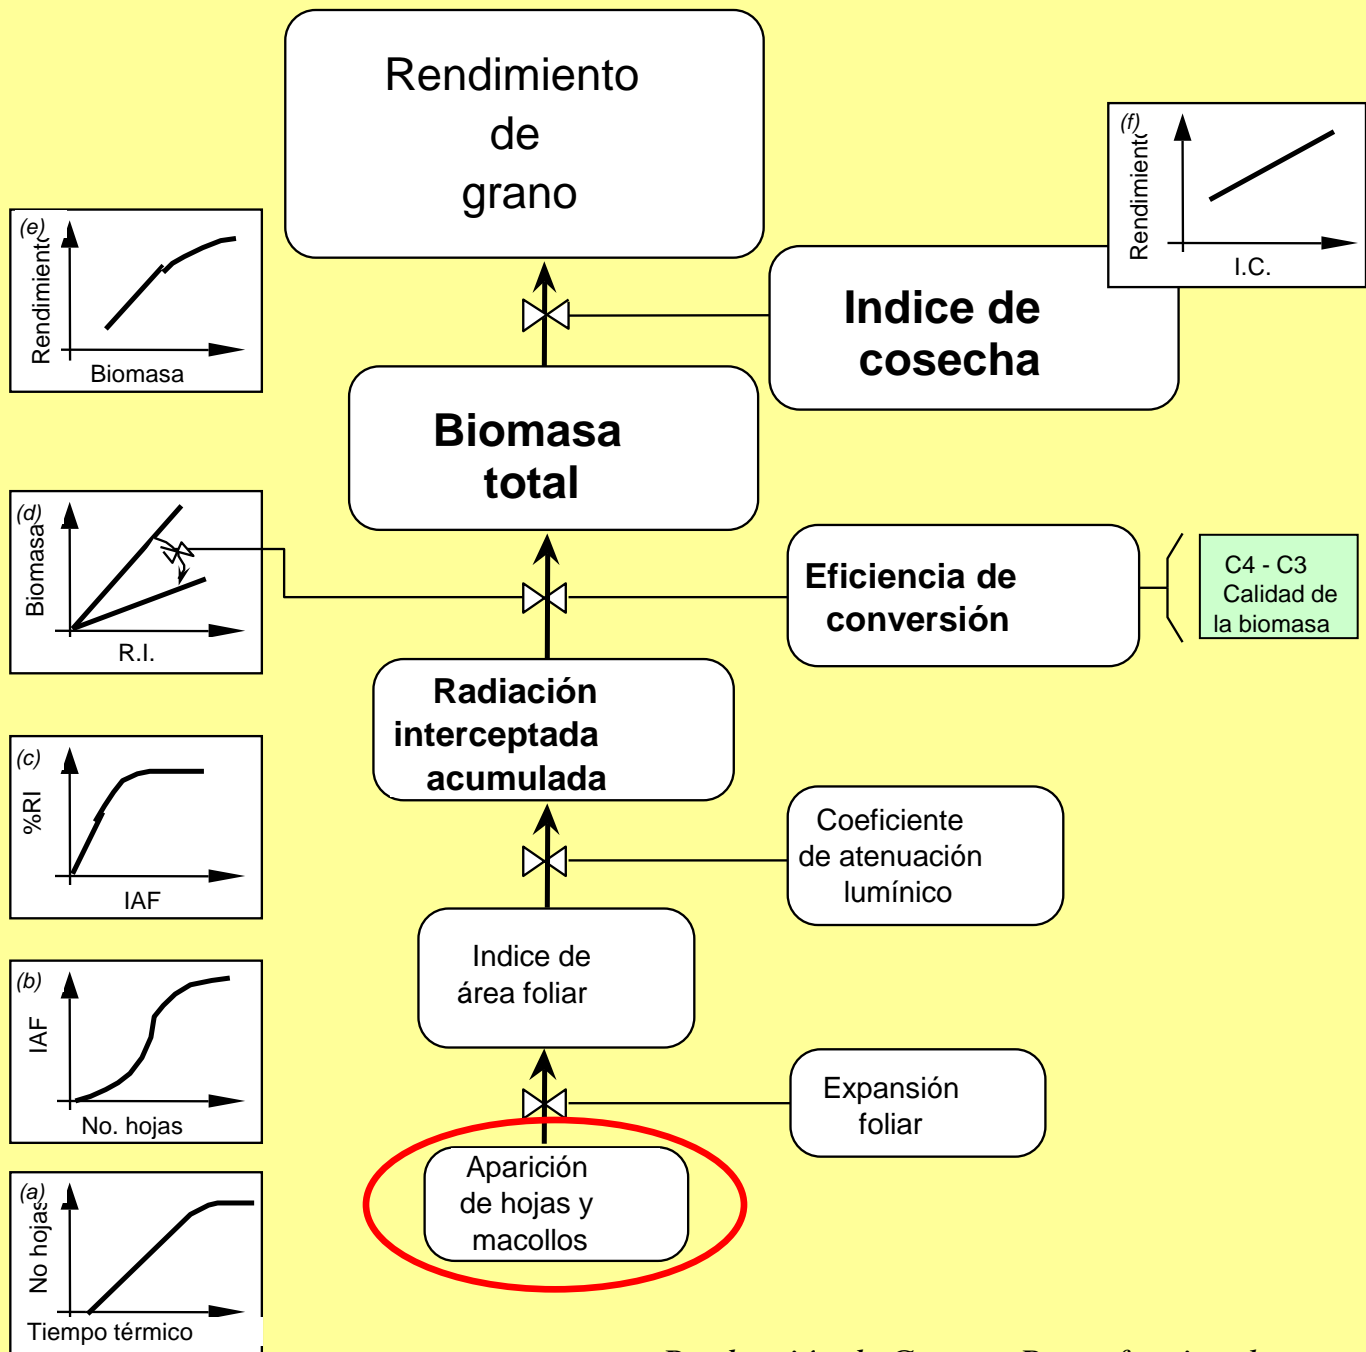 Rendimiento
de
grano
(f)
Rendimiento
I.C.
Indice de
cosecha
(e)
Rendimiento
Biomasa
Biomasa
total
(d)
Biomasa
R.I.
Eficiencia de
conversión
C4 - C3
Calidad de
la biomasa
Radiación
interceptada
acumulada
(c)
%RI
IAF
Coeficiente
de atenuación
lumínico
Indice de
área foliar
(b)
IAF
No. hojas
Expansión
foliar
Aparición
de hojas y
macollos
(a)
No hojas
Tiempo térmico